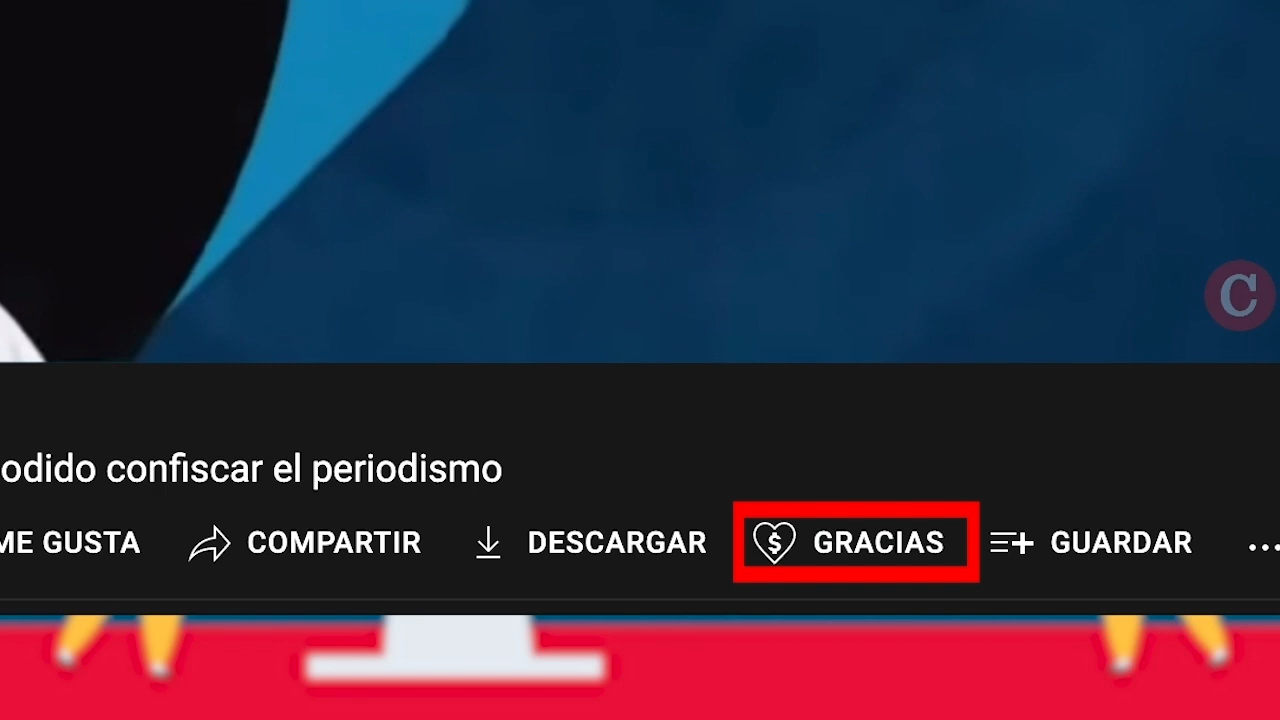 C
odido confiscar el periodismo
ME GUSTA COMPARTIR DESCARGAR $ GRACIAS GUARDAR ...